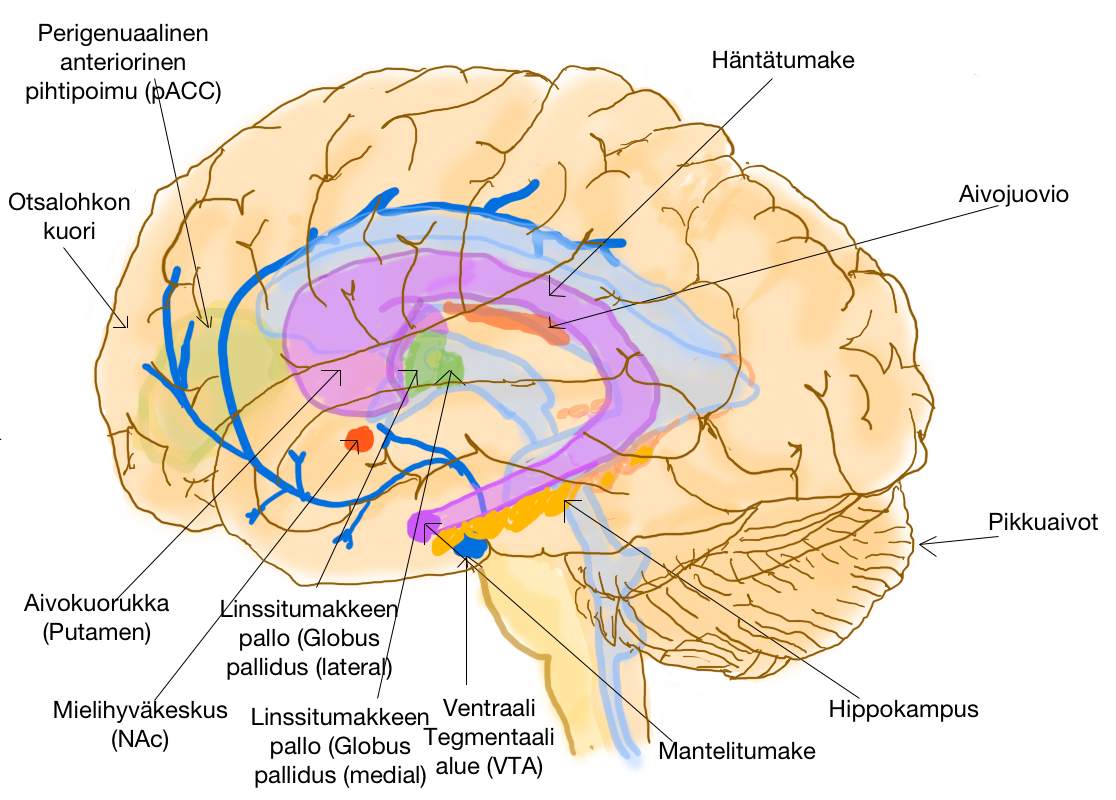 Perigenuaalinen
anteriorinen
pihtipoimu (pACC)
Häntätumake
Otsalohkon
kuori
Aivojuovio
Pikkuaivot
Aivokuorukka
(Putamen)
Linssitumakkeen
pallo (Globus
pallidus (lateral)
Mielihyväkeskus
(NAc)
Linssitumakkeen
pallo (Globus
pallidus (medial)
Ventraali
Tegmentaali
alue (VTA)
Mantelitumake
Hippokampus